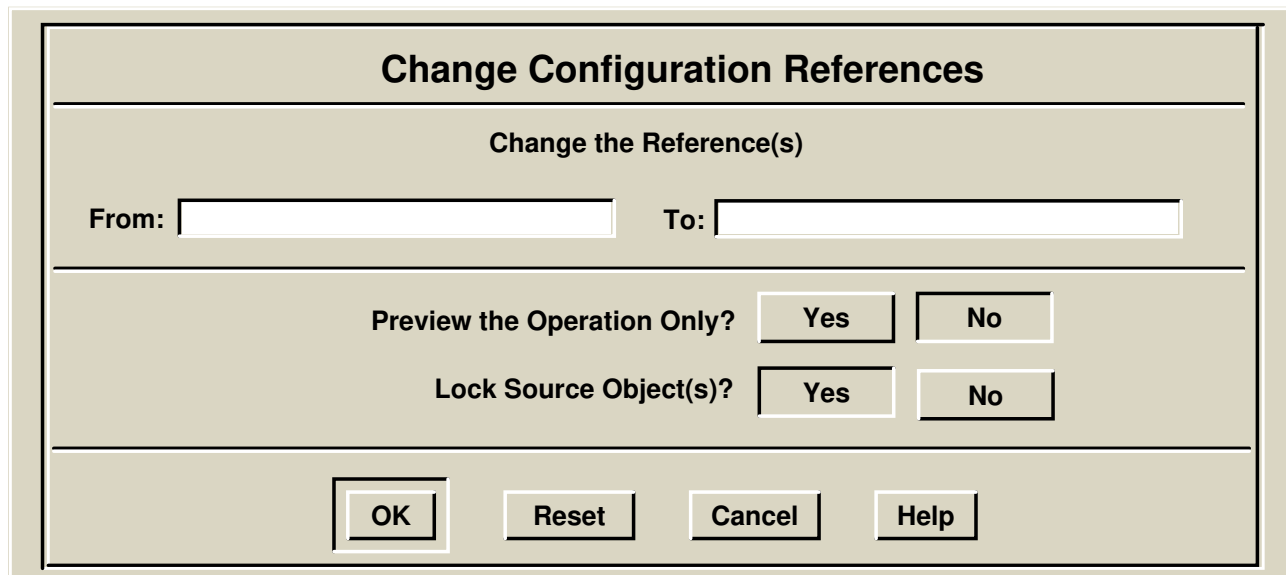 Change Configuration References
Change the Reference(s)
From: To:
Preview the Operation Only? Yes No
Lock Source Object(s)? Yes No
OK Reset Cancel Help